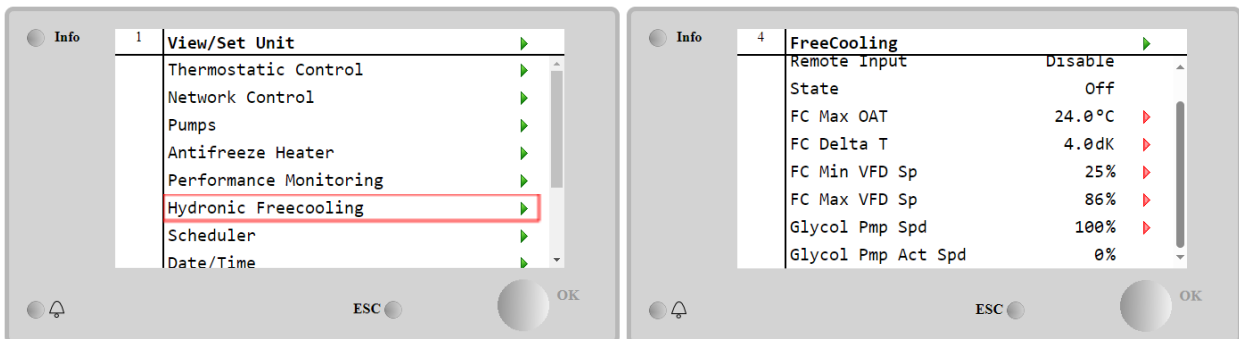 Info
1 View/Set Unit
Thermostatic Control
Network Control
Pumps
Antifreeze Heater
Performance Monitoring
Hydronic Freecooling
Scheduler
Date/Time
ESC
OK
Info
4 FreeCooling
Remote Input Disable
State Off
FC Max OAT 24.0°C
FC Delta T 4.0dK
FC Min VFD Sp 25%
FC Max VFD Sp 86%
Glycol Pmp Spd 100%
Glycol Pmp Act Spd 0%
ESC
OK